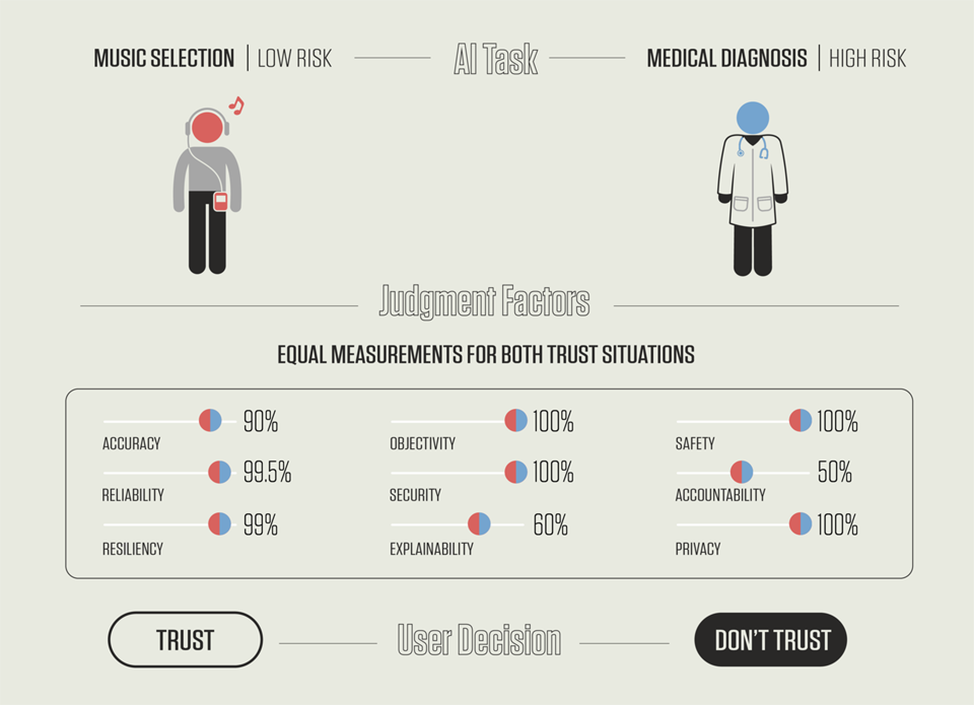 MUSIC SELECTION | LOW RISK
AI Task
MEDICAL DIAGNOSIS | HIGH RISK
Judgment Factors
EQUAL MEASUREMENTS FOR BOTH TRUST SITUATIONS
90%
ACCURACY
99.5%
RELIABILITY
99%
RESILIENCY
100%
OBJECTIVITY
100%
SECURITY
60%
EXPLAINABILITY
100%
SAFETY
50%
ACCOUNTABILITY
100%
PRIVACY
TRUST
User Decision
DON'T TRUST